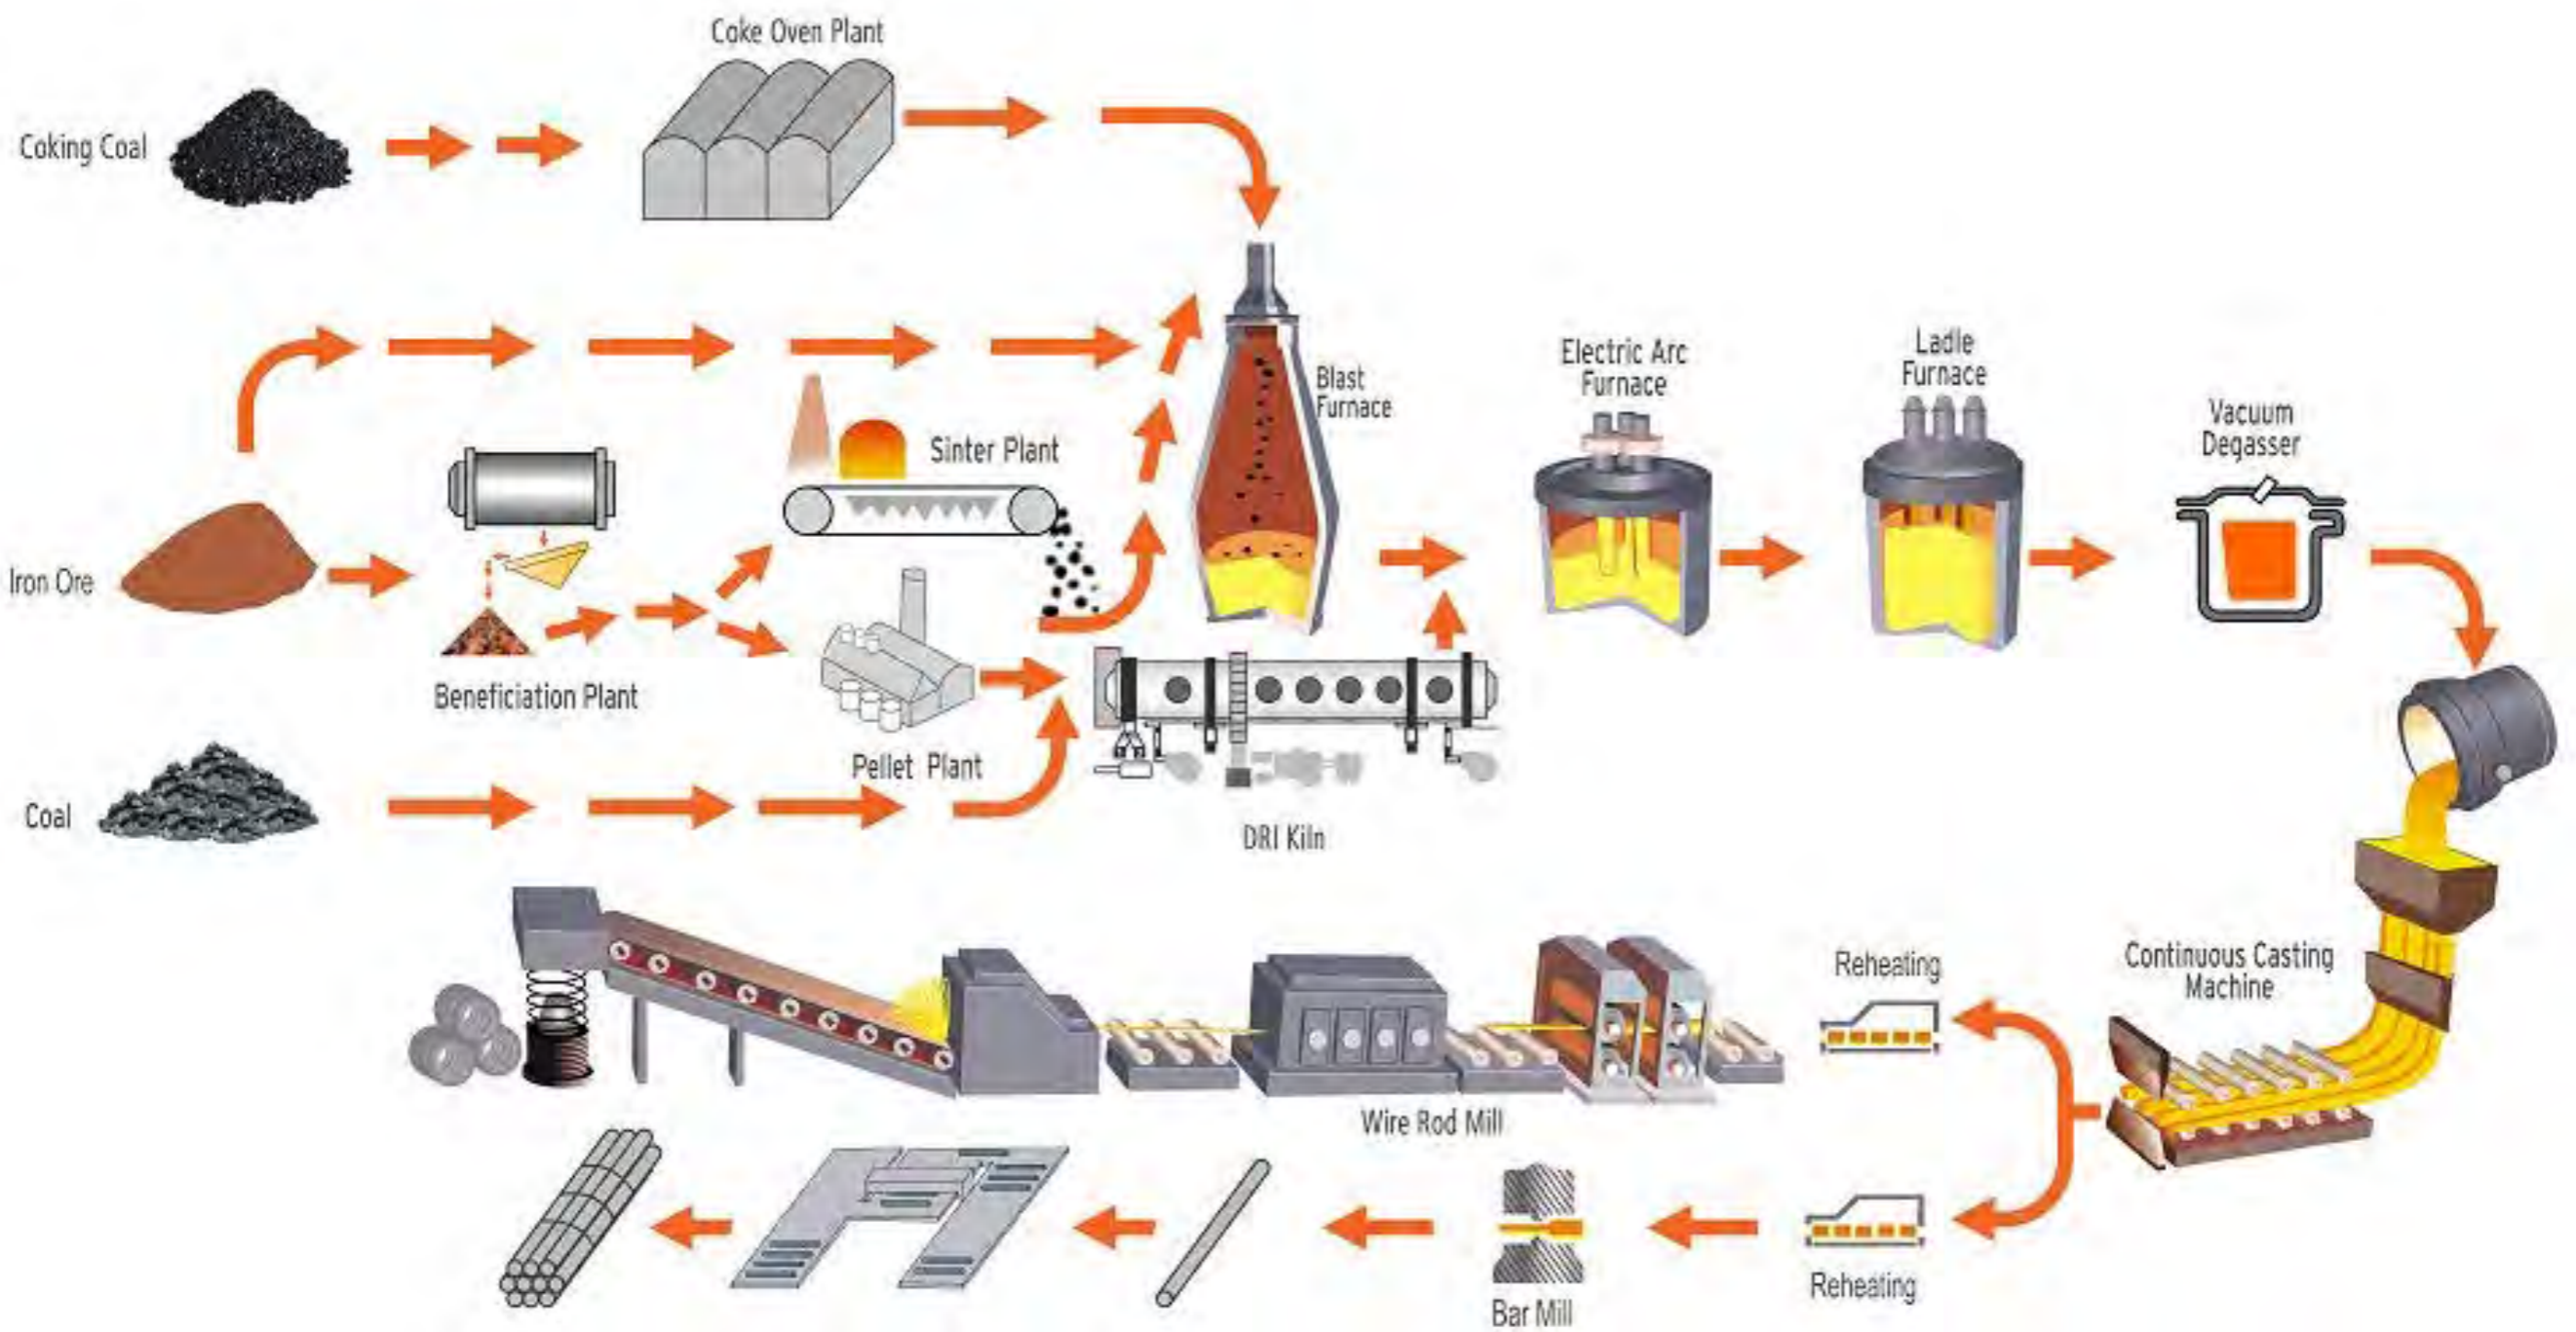 Coke Oven Plant
Coking Coal
Electric Arc
Furnace
Ladle
Furnace
Blast
Furnace
Vacuum
Degasser
Sinter Plant
Iron Ore
Beneficiation Plant
Pellet Plant
Coal
DRI Kiln
Reheating
Continuous Casting
Machine
Wire Rod Mill
Reheating
Bar Mill